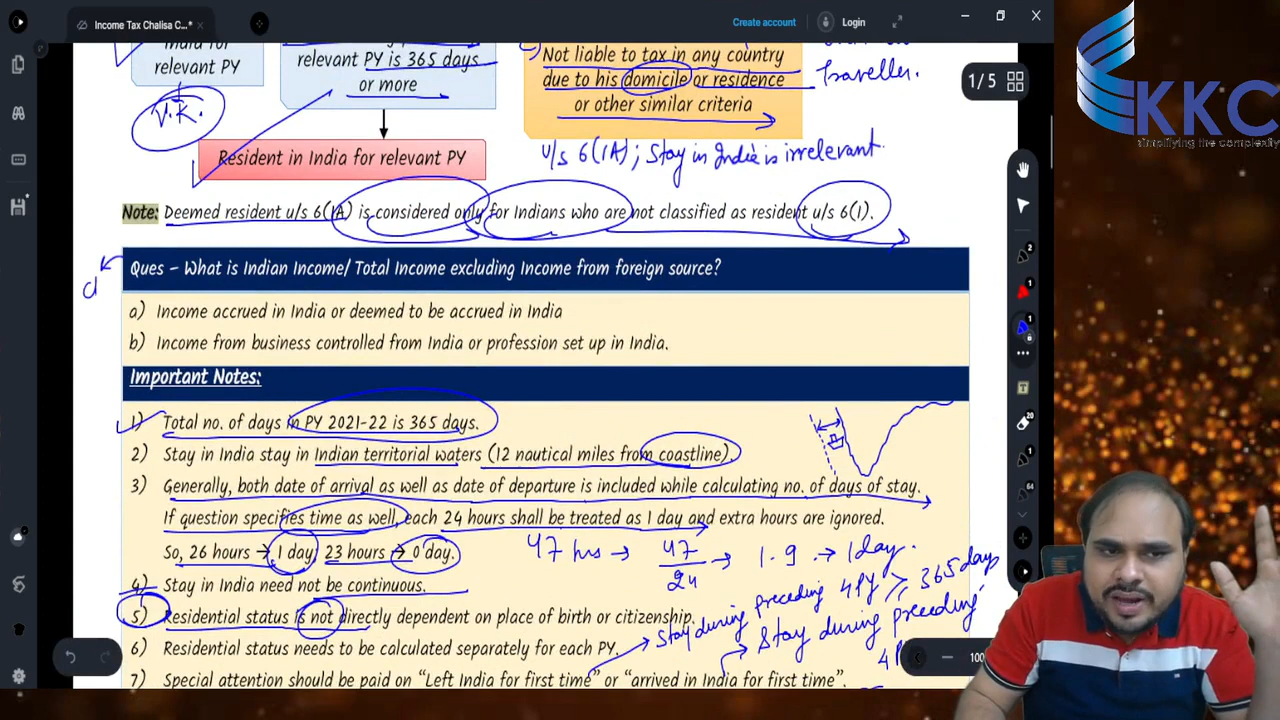 Income Tax Chalisa C...*
Create account
Login
India for
relevant PY
relevant PY is 365 days
or more
Not liable to tax in any country
due to his domicile or residence
or other similar criteria
traveller.
1/5
KKC
simplifying the complexity
V.K.
Resident in India for relevant PY
u/s 6(1A); Stay in India is irrelevant.
Note: Deemed resident u/s 6(1A) is considered only for Indians who are not classified as resident u/s 6(1).
d
Ques - What is Indian Income/ Total Income excluding Income from foreign source?
a) Income accrued in India or deemed to be accrued in India
b) Income from business controlled from India or profession set up in India.
Important Notes:
1) Total no. of days in PY 2021-22 is 365 days.
2) Stay in India stay in Indian territorial waters (12 nautical miles from coastline).
3) Generally, both date of arrival as well as date of departure is included while calculating no. of days of stay.
If question specifies time as well, each 24 hours shall be treated as 1 day and extra hours are ignored.
So, 26 hours → 1 day, 23 hours → 0 day.
47 hrs → 47/24 → 1.9 → 1 day.
4) Stay in India need not be continuous.
5) Residential status is not directly dependent on place of birth or citizenship.
6) Residential status needs to be calculated separately for each PY.
Stay during preceding 4 PY ≥ 365 days
Stay during preceding
4 P
7) Special attention should be paid on "Left India for first time" or "arrived in India for first time".
100